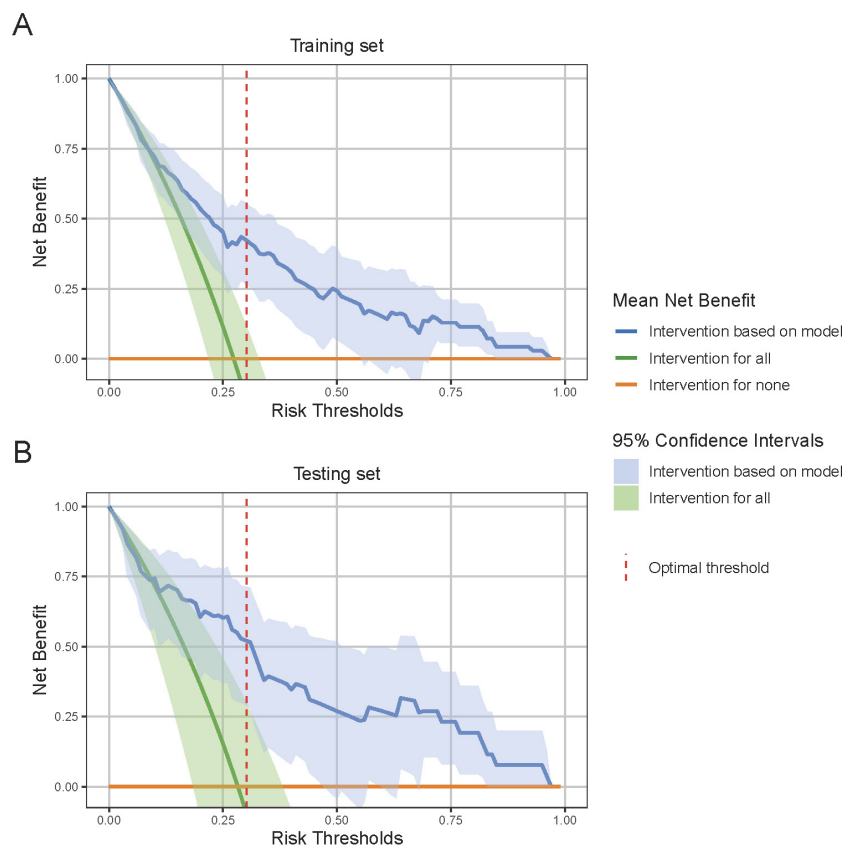 A
Training set
Net Benefit
1.00
0.75
0.50
0.25
0.00
0.00 0.25 0.50 0.75 1.00
Risk Thresholds
B
Testing set
Net Benefit
1.00
0.75
0.50
0.25
0.00
0.00 0.25 0.50 0.75 1.00
Risk Thresholds
Mean Net Benefit
Intervention based on model
Intervention for all
Intervention for none
95% Confidence Intervals
Intervention based on model
Intervention for all
Optimal threshold